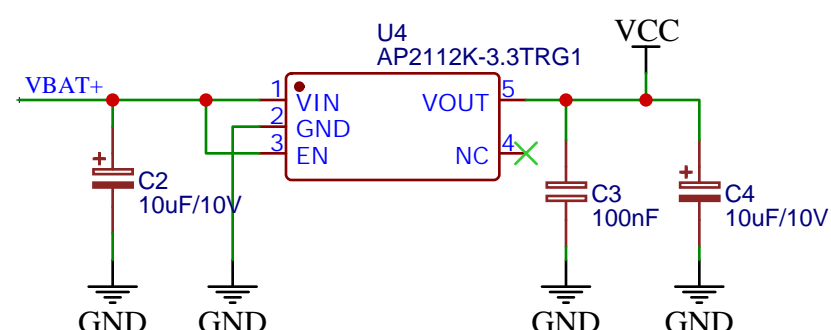 U4
AP2112K-3.3TRG1
VCC
VBAT+
1
VIN
VOUT
5
2
GND
3
EN
NC
4
+
C2
10uF/10V
C3
100nF
+
C4
10uF/10V
GND
GND
GND
GND